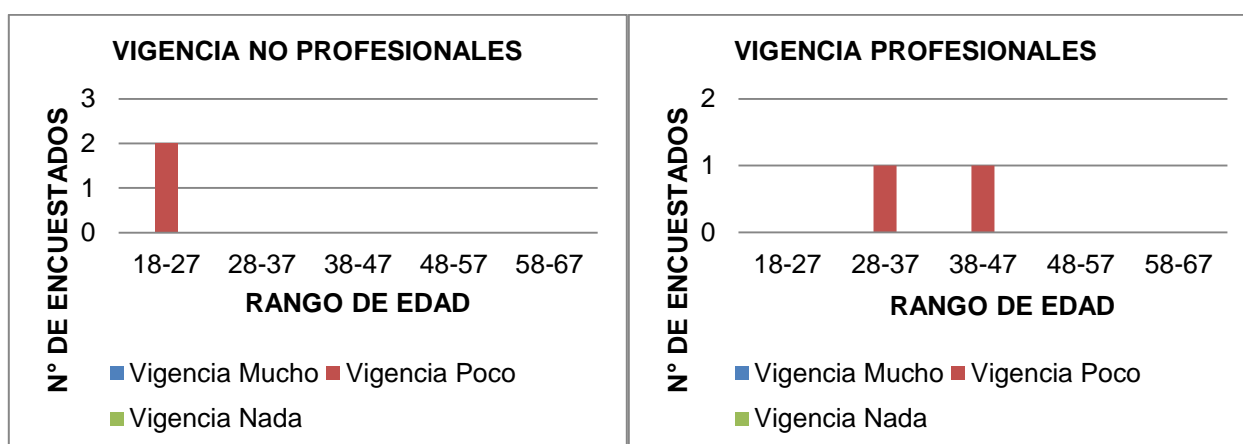 VIGENCIA NO PROFESIONALES
N° DE ENCUESTADOS
3
2
1
0
18-27 28-37 38-47 48-57 58-67
RANGO DE EDAD
Vigencia Mucho Vigencia Poco
Vigencia Nada
VIGENCIA PROFESIONALES
N° DE ENCUESTADOS
2
1
0
18-27 28-37 38-47 48-57 58-67
RANGO DE EDAD
Vigencia Mucho Vigencia Poco
Vigencia Nada